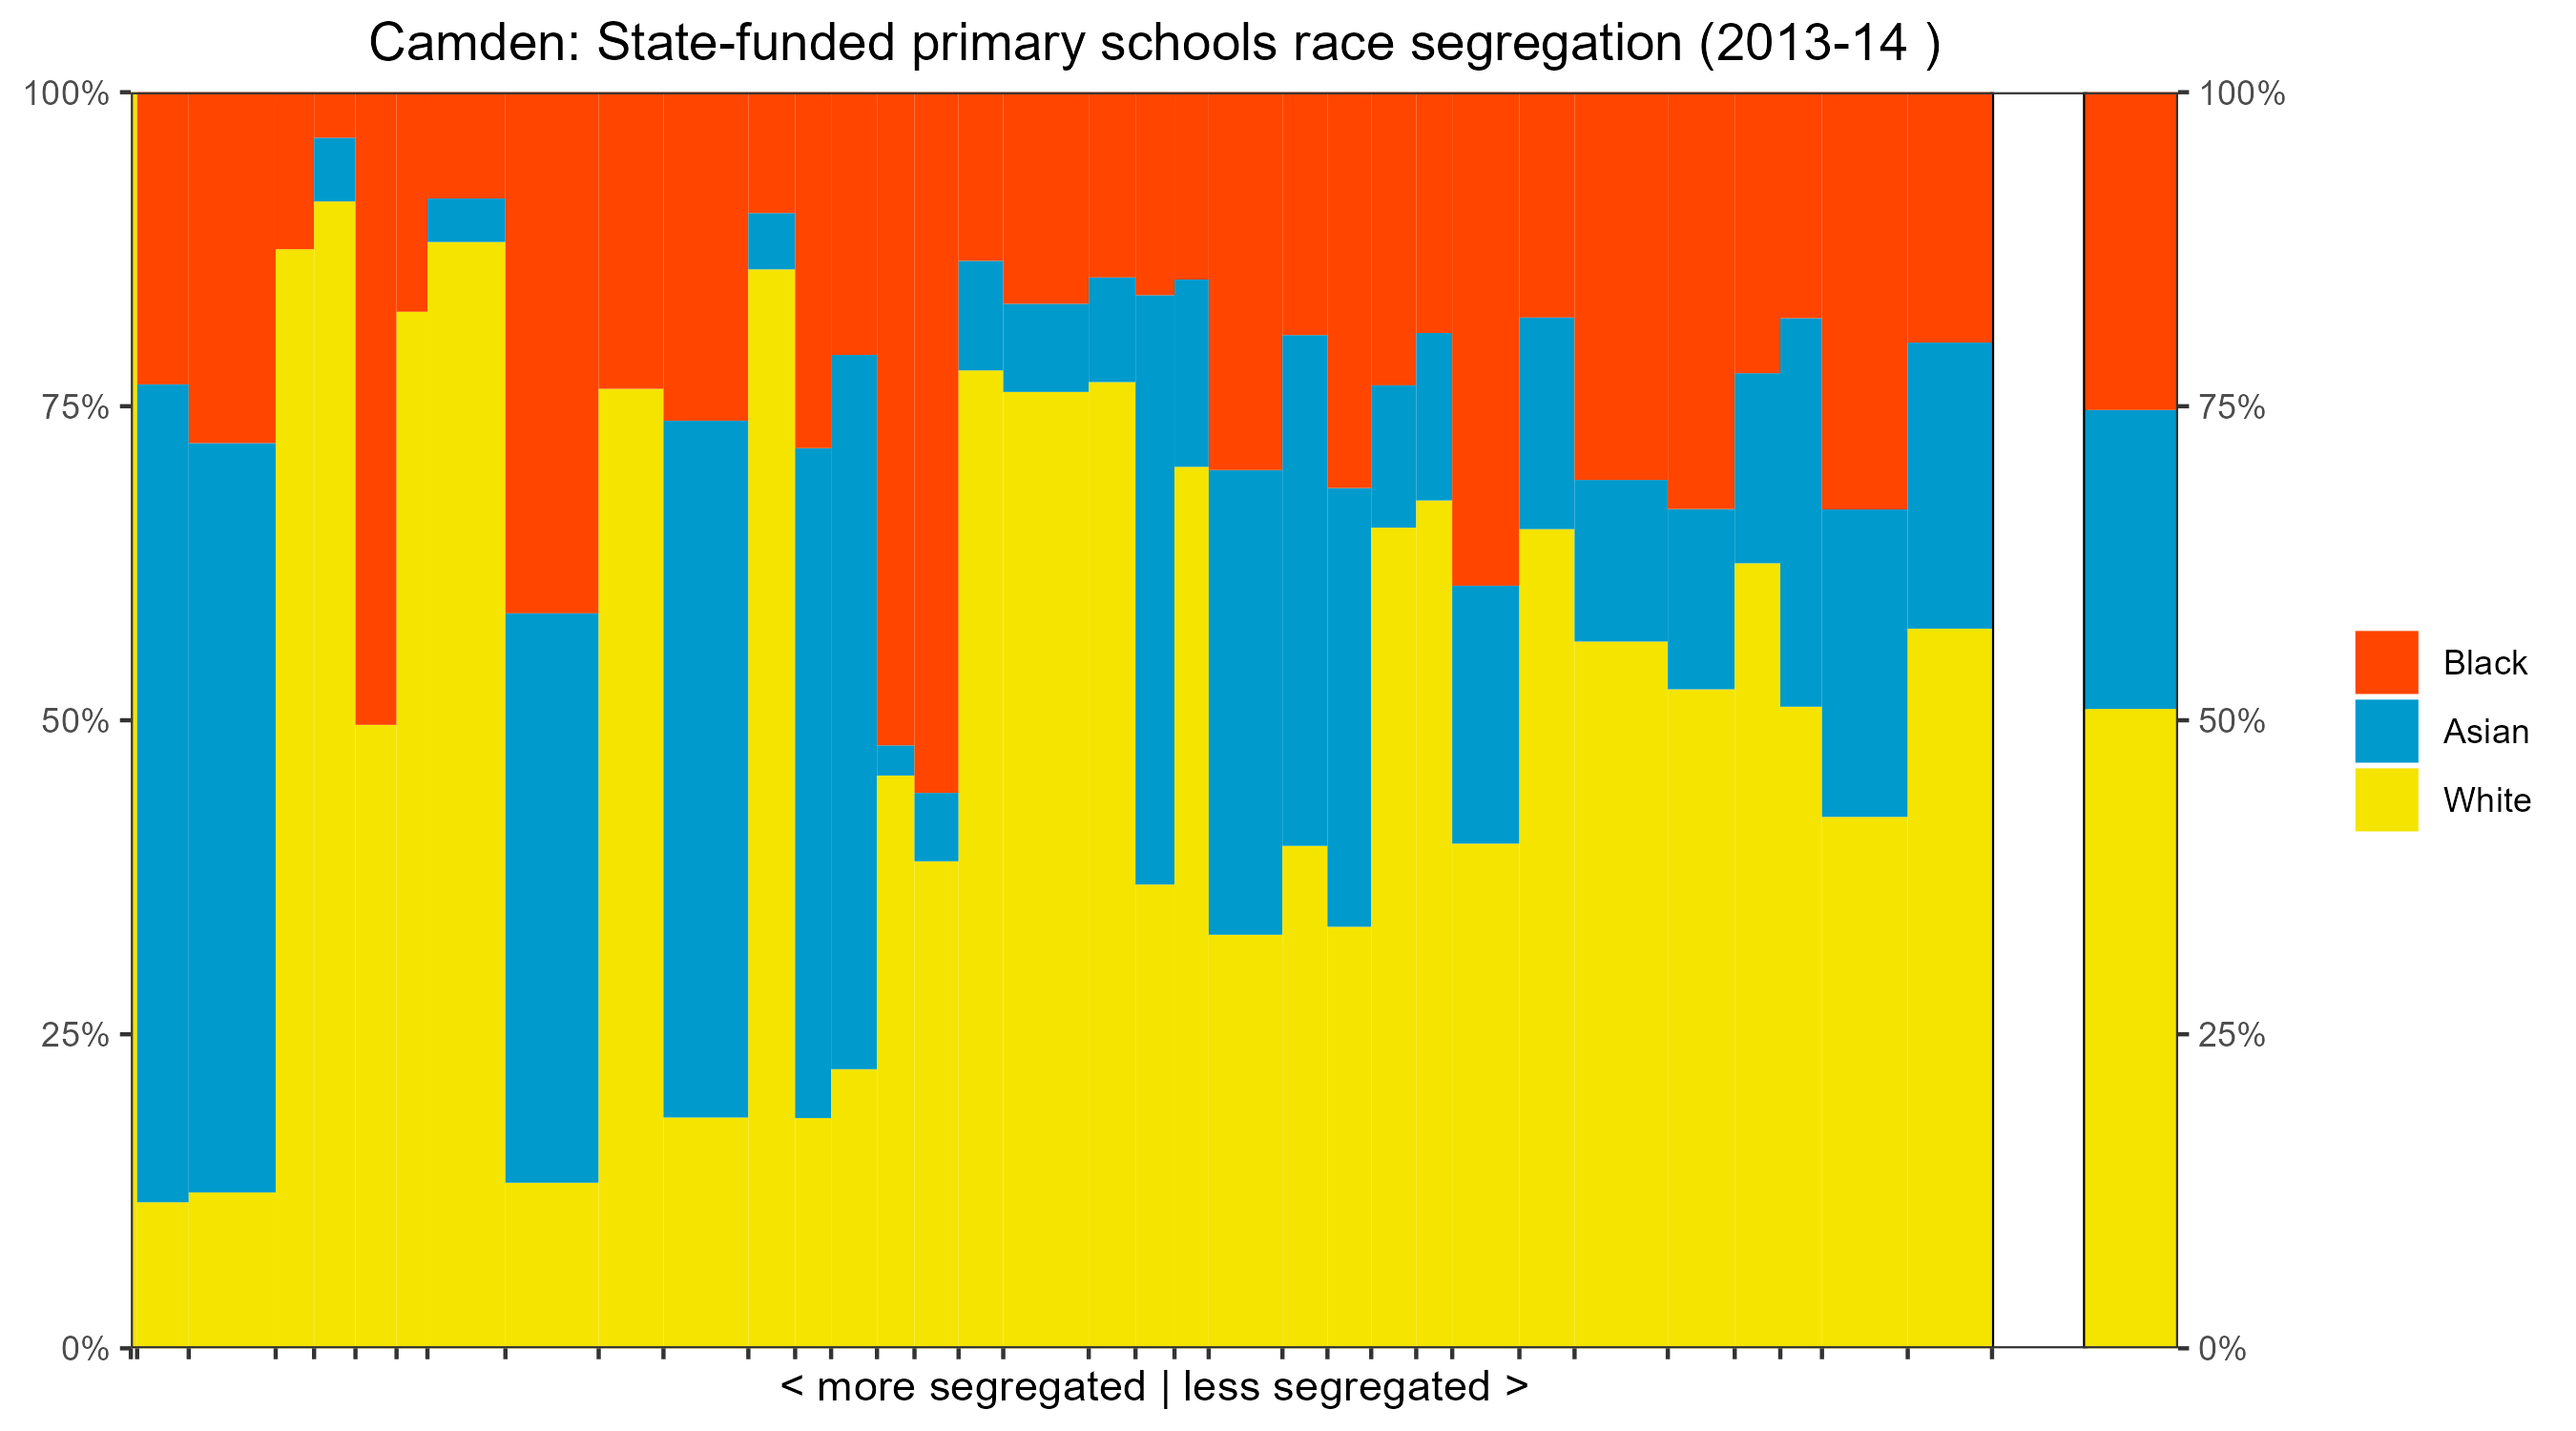 Camden: State-funded primary schools race segregation (2013-14 )
100%
75%
50%
25%
0%
100%
75%
50%
25%
0%
Black
Asian
White
< more segregated | less segregated >